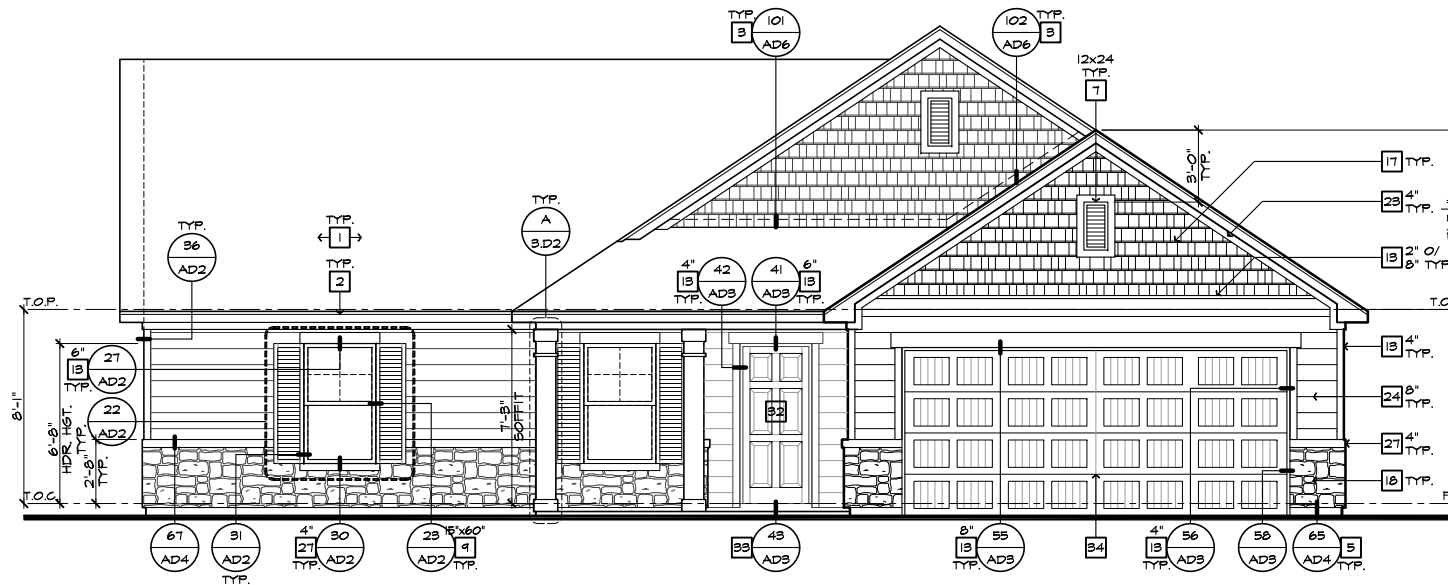 TYP.
3
101
AD6
102
AD6
TYP.
3
12x24
TYP.
7
3'-0"
TYP.
17 TYP.
23 4"
TYP.
13 2" O/
8" TYP
TYP.
36
AD2
TYP.
1
TYP.
2
TYP.
A
3.D2
4"
13
TYP.
42
AD3
41
AD3
6"
13
TYP.
T.O.P.
T.O
6"
13
TYP.
27
AD2
22
AD2
8'-1"
6'-8"
HDR. HGT.
TYP.
2'-8"
TYP.
7'-3"
SOFFIT
32
13 4"
TYP.
24 8"
TYP.
27 4"
TYP.
18 TYP.
T.O.C.
67
AD4
31
AD2
TYP.
4"
27
TYP.
30
AD2
23
AD2
15"x60"
9
TYP.
33
43
AD3
8"
13
TYP.
55
AD3
34
4"
13
TYP.
56
AD3
58
AD3
65
AD4
5
TYP.